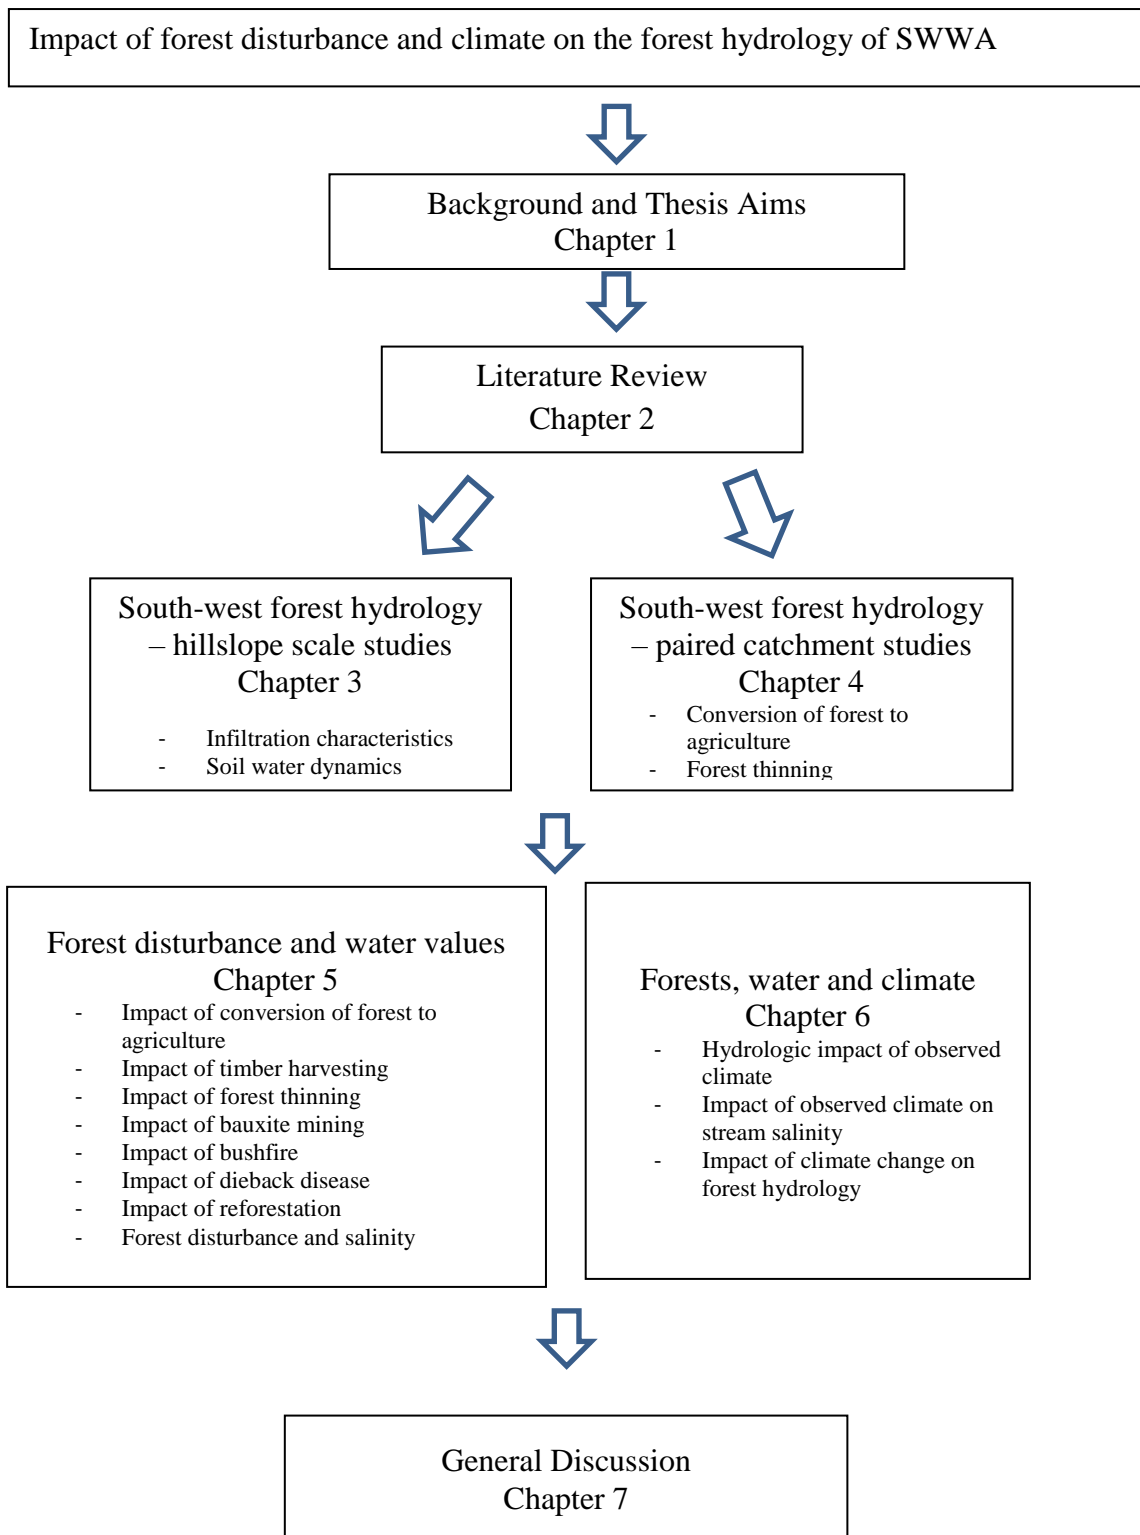 Impact of forest disturbance and climate on the forest hydrology of SWWA
Background and Thesis Aims
Chapter 1
Literature Review
Chapter 2
South-west forest hydrology
– hillslope scale studies
Chapter 3
- Infiltration characteristics
- Soil water dynamics
South-west forest hydrology
– paired catchment studies
Chapter 4
- Conversion of forest to
agriculture
- Forest thinning
Forest disturbance and water values
Chapter 5
- Impact of conversion of forest to
agriculture
- Impact of timber harvesting
- Impact of forest thinning
- Impact of bauxite mining
- Impact of bushfire
- Impact of dieback disease
- Impact of reforestation
- Forest disturbance and salinity
Forests, water and climate
Chapter 6
- Hydrologic impact of observed
climate
- Impact of observed climate on
stream salinity
- Impact of climate change on
forest hydrology
General Discussion
Chapter 7